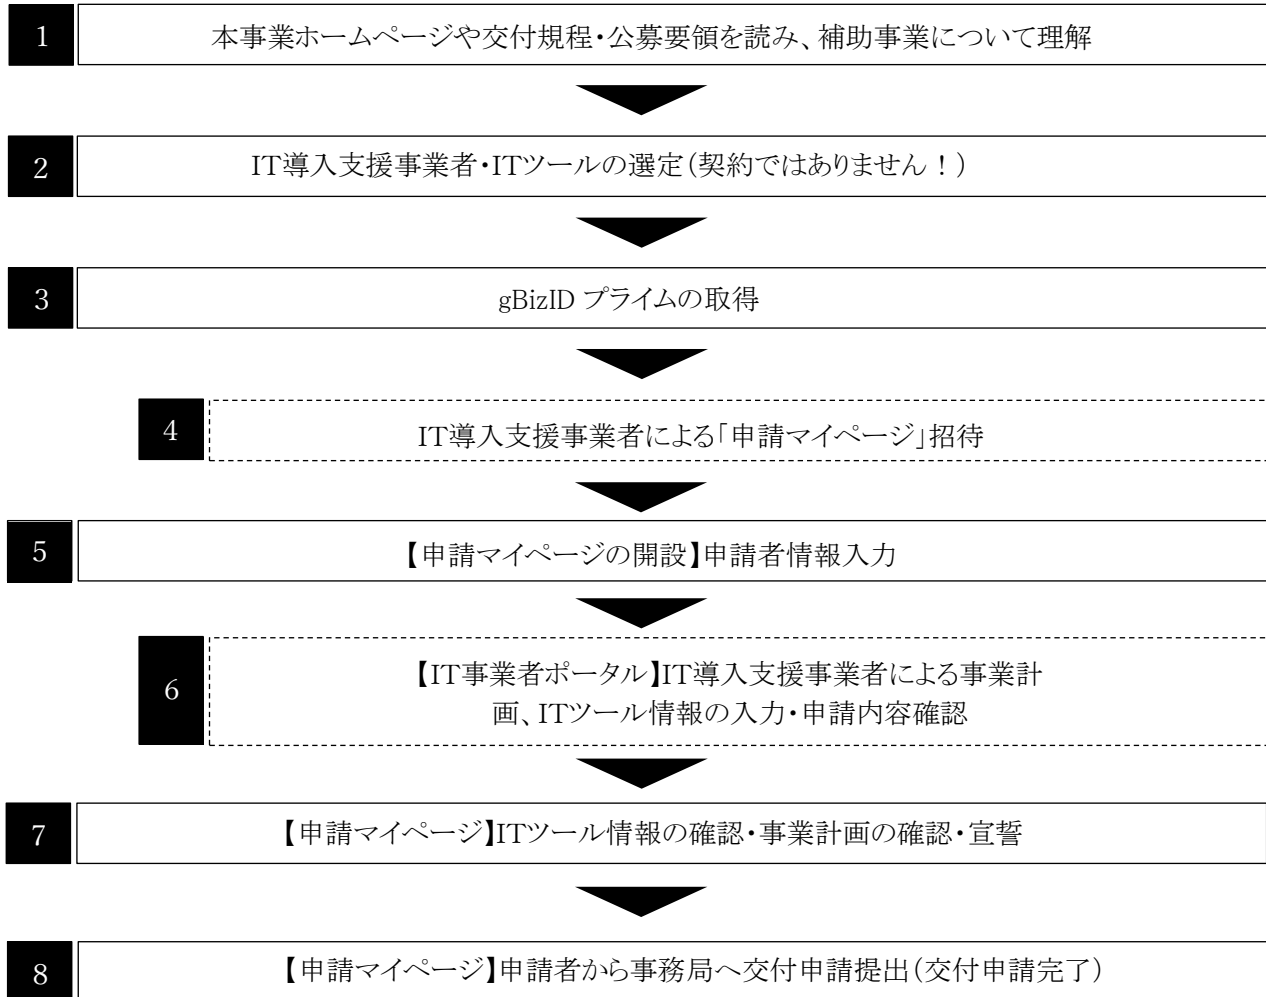 1 本事業ホームページや交付規程・公募要領を読み、補助事業について理解
2 IT導入支援事業者・ITツールの選定(契約ではありません！)
3 gBizID プライムの取得
4 IT導入支援事業者による「申請マイページ」招待
5 【申請マイページの開設】申請者情報入力
6 【IT事業者ポータル】IT導入支援事業者による事業計
画、ITツール情報の入力・申請内容確認
7 【申請マイページ】ITツール情報の確認・事業計画の確認・宣誓
8 【申請マイページ】申請者から事務局へ交付申請提出(交付申請完了)